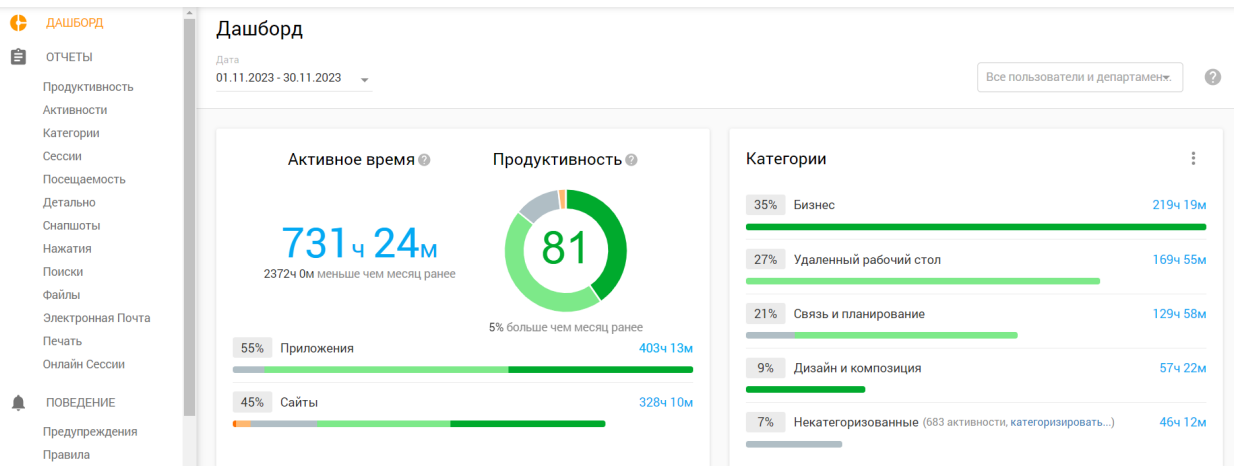 ДАШБОРД
ОТЧЕТЫ
Продуктивность
Активности
Категории
Сессии
Посещаемость
Детально
Снапшоты
Нажатия
Поиски
Файлы
Электронная Почта
Печать
Онлайн Сессии
ПОВЕДЕНИЕ
Предупреждения
Правила
Дашборд
Дата
01.11.2023 - 30.11.2023
Все пользователи и департамен...
Активное время
731ч 24м
2372ч 0м меньше чем месяц ранее
Продуктивность
81
5% больше чем месяц ранее
55% Приложения 403ч 13м
45% Сайты 328ч 10м
Категории
35% Бизнес 219ч 19м
27% Удаленный рабочий стол 169ч 55м
21% Связь и планирование 129ч 58м
9% Дизайн и композиция 57ч 22м
7% Некатегоризованные (683 активности, категоризировать...) 46ч 12м